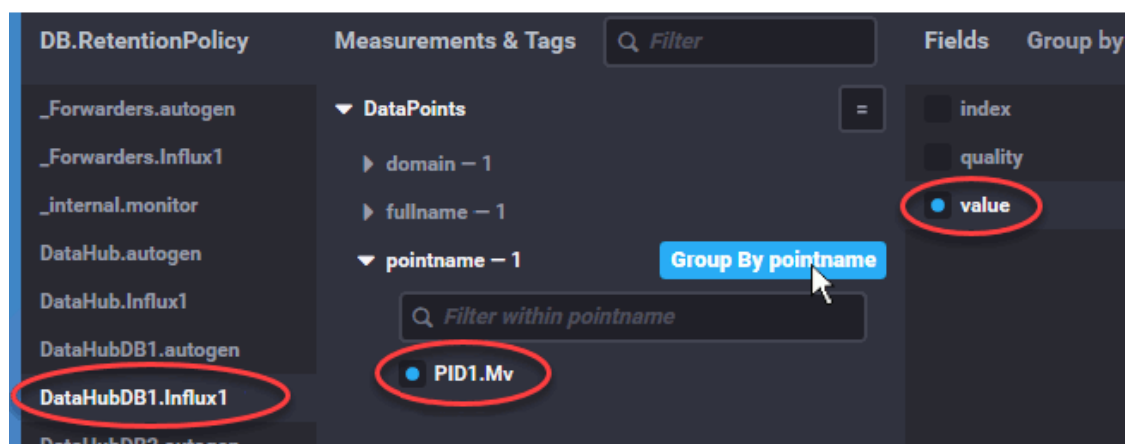 DB.RetentionPolicy
Measurements & Tags
Filter
Fields
Group by
_Forwarders.autogen
_Forwarders.Influx1
_internal.monitor
DataHub.autogen
DataHub.Influx1
DataHubDB1.autogen
DataHubDB1.Influx1
DataHubDB2.autogen
DataPoints
=
domain — 1
fullname — 1
pointname — 1
Group By pointname
Filter within pointname
PID1.Mv
index
quality
value